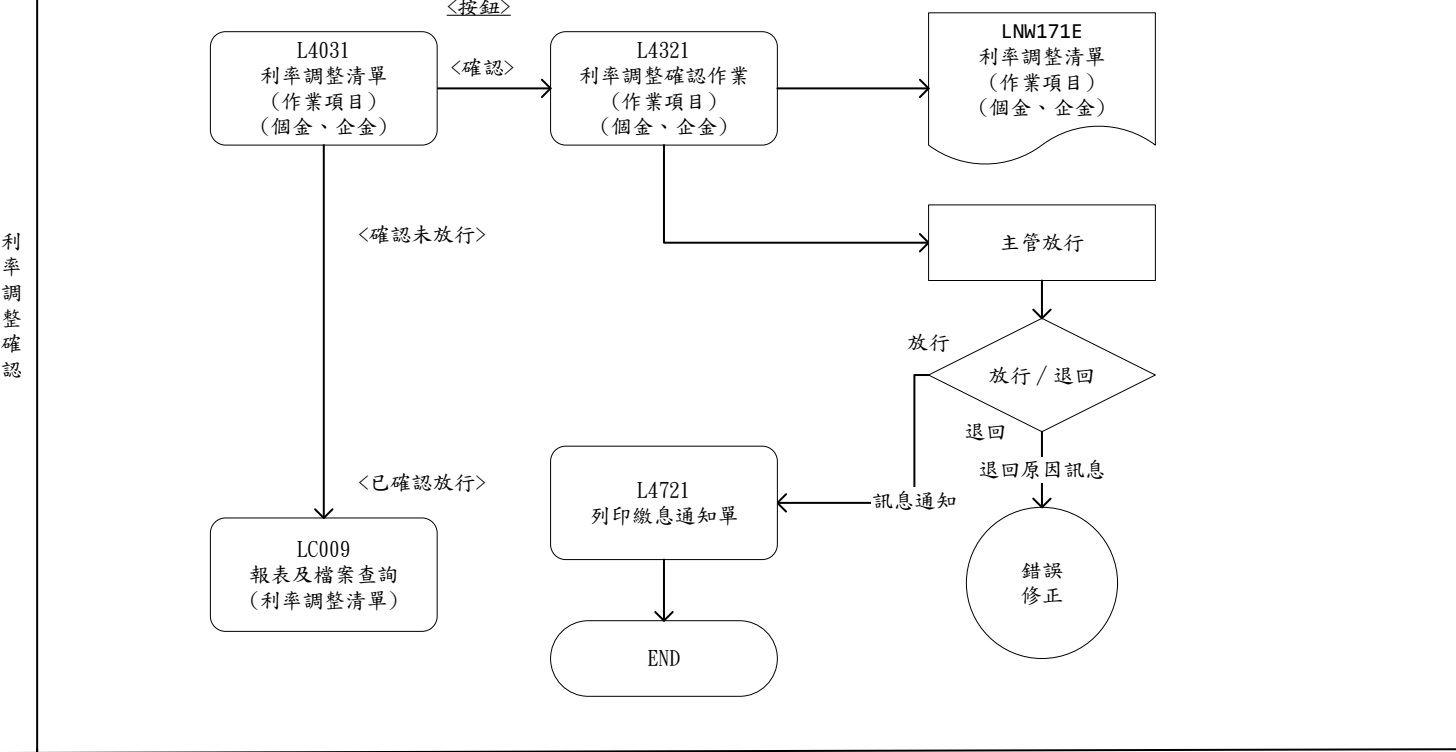 <按鈕>
L4031
利率調整清單
(作業項目)
(個金、企金)
<確認>
L4321
利率調整確認作業
(作業項目)
(個金、企金)
LNW171E
利率調整清單
(作業項目)
(個金、企金)
利率調整確認
<確認未放行>
主管放行
放行
放行/退回
退回
退回原因訊息
訊息通知
<已確認放行>
L4721
列印繳息通知單
LC009
報表及檔案查詢
(利率調整清單)
錯誤
修正
END